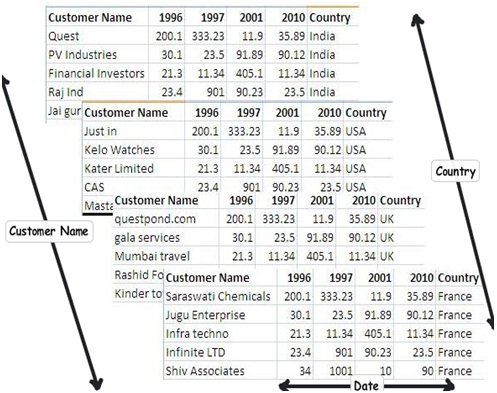 Customer Name 1996 1997 2001 2010 Country
Quest 200.1 333.23 11.9 35.89 India
PV Industries 30.1 23.5 91.89 90.12 India
Financial Investors 21.3 11.34 405.1 11.34 India
Raj Ind 23.4 901 90.23 23.5 India
Jai gur
Customer Name 1996 1997 2001 2010 Country
Just in 200.1 333.23 11.9 35.89 USA
Kelo Watches 30.1 23.5 91.89 90.12 USA
Kater Limited 21.3 11.34 405.1 11.34 USA
CAS 23.4 901 90.23 23.5 USA
Masta
Customer Name 1996 1997 2001 2010 Country
questpond.com 200.1 333.23 11.9 35.89 UK
gala services 30.1 23.5 91.89 90.12 UK
Mumbai travel 21.3 11.34 405.1 11.34 UK
Rashid Fo
Kinder to
Customer Name 1996 1997 2001 2010 Country
Saraswati Chemicals 200.1 333.23 11.9 35.89 France
Jugu Enterprise 30.1 23.5 91.89 90.12 France
Infra techno 21.3 11.34 405.1 11.34 France
Infinite LTD 23.4 901 90.23 23.5 France
Shiv Associates 34 1001 10 90 France
Customer Name
Country
Date